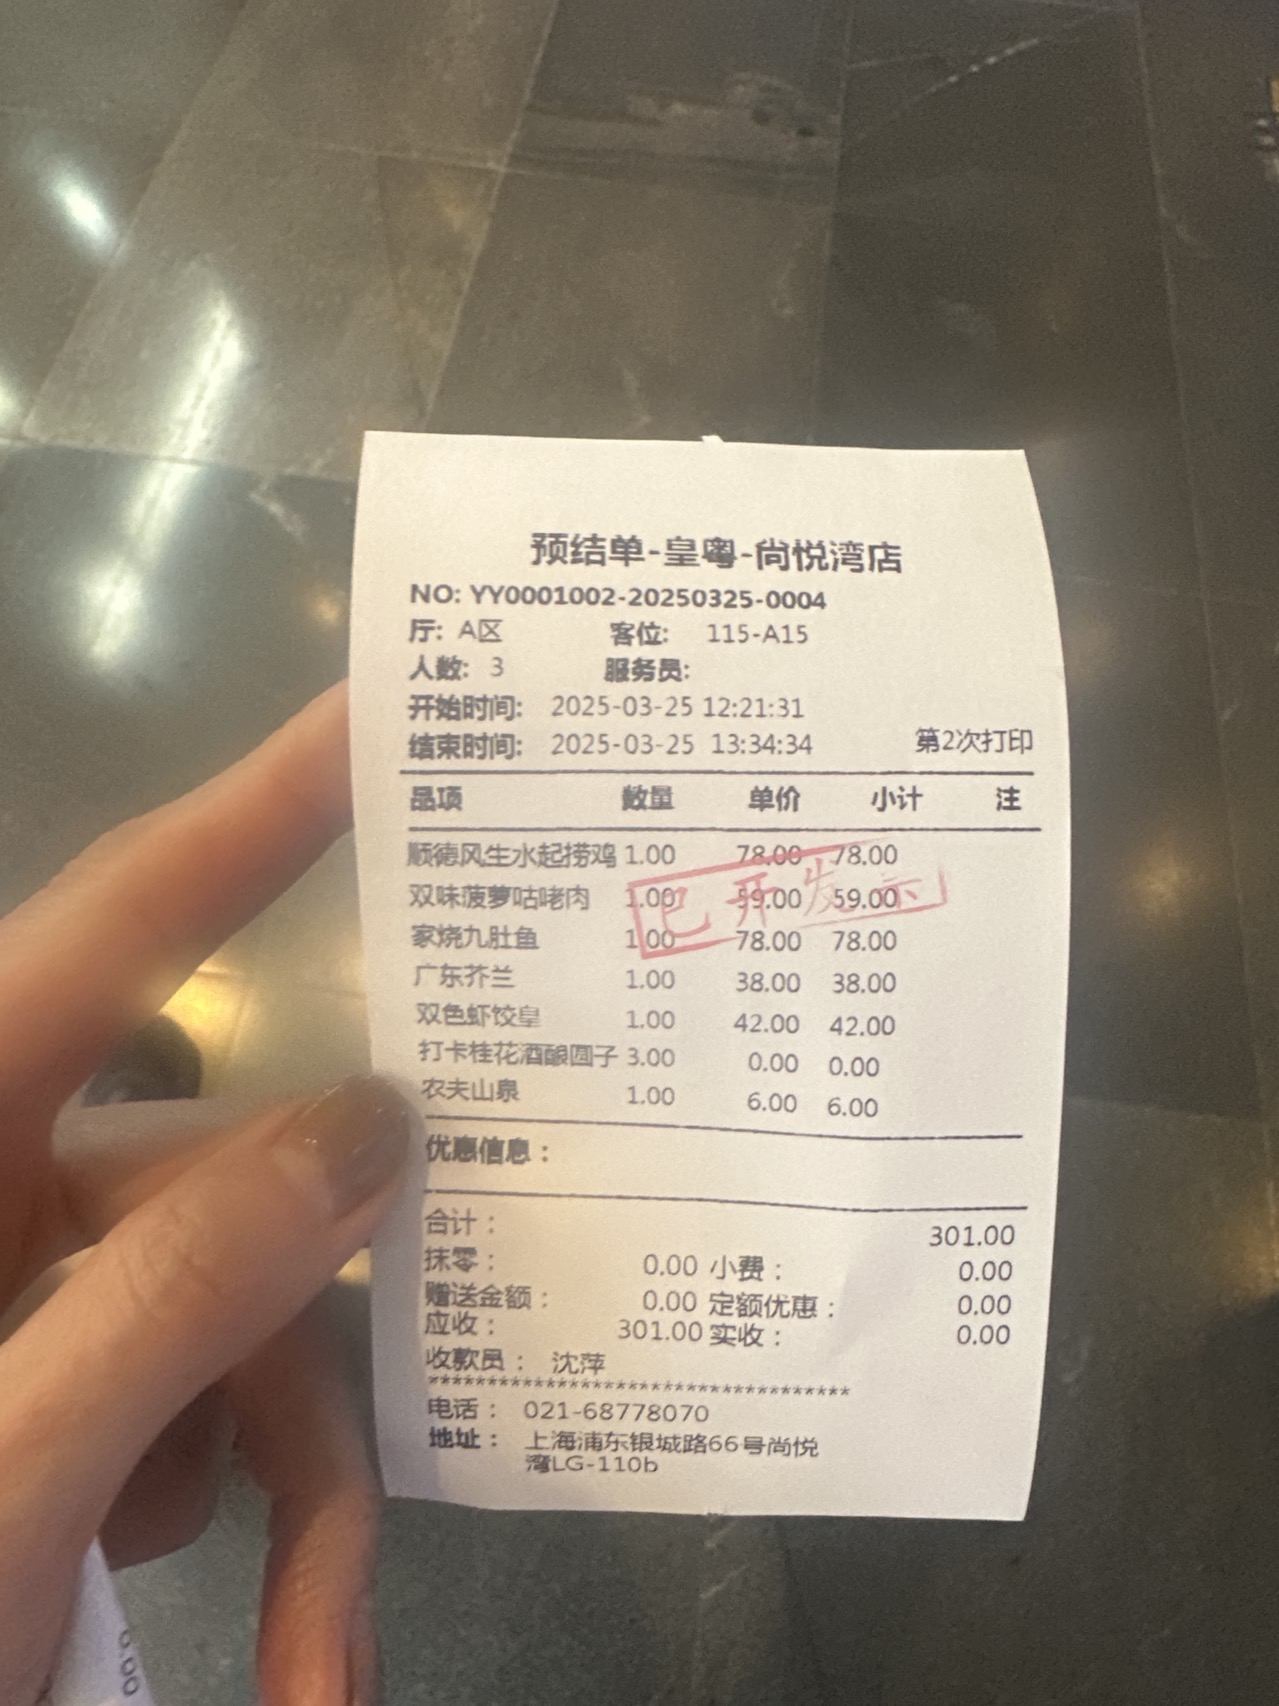 预结单-皇粤-尚悦湾店
NO: YY0001002-20250325-0004
厅: A区 客位: 115-A15
人数: 3 服务员:
开始时间: 2025-03-25 12:21:31
结束时间: 2025-03-25 13:34:34 第2次打印
品项 数量 单价 小计 注
顺德风生水起捞鸡 1.00 78.00 78.00
双味菠萝咕咾肉 1.00 59.00 59.00
已开发票
家烧九肚鱼 1.00 78.00 78.00
广东芥兰 1.00 38.00 38.00
双色虾饺皇 1.00 42.00 42.00
打卡桂花酒酿圆子 3.00 0.00 0.00
农夫山泉 1.00 6.00 6.00
优惠信息：
合计： 301.00
抹零： 0.00 小费： 0.00
赠送金额： 0.00 定额优惠： 0.00
应收： 301.00 实收： 0.00
收款员： 沈萍
************************************
电话： 021-68778070
地址： 上海浦东银城路66号尚悦
湾LG-110b
0.00